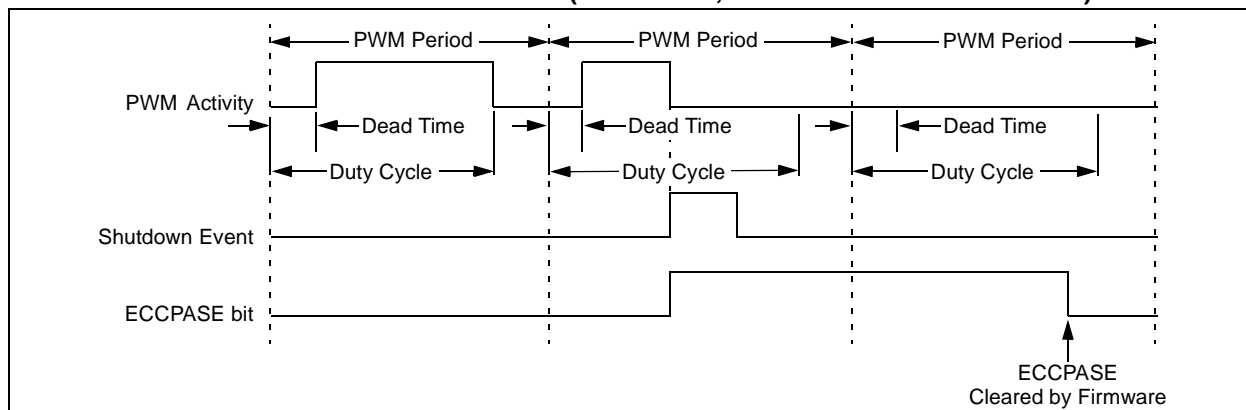 PWM Period PWM Period PWM Period
PWM Activity
Dead Time Dead Time Dead Time
Duty Cycle Duty Cycle Duty Cycle
Shutdown Event
ECCPASE bit
ECCPASE
Cleared by Firmware